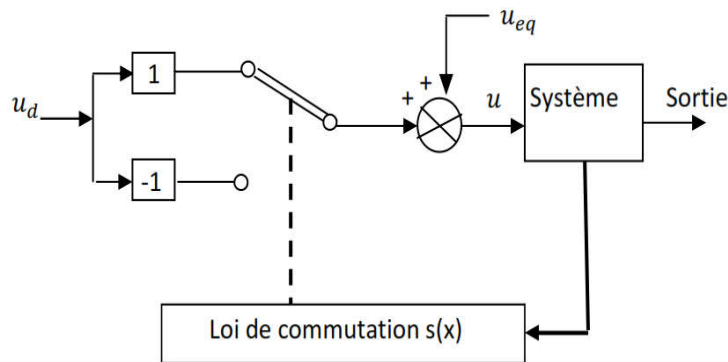 u_eq
1
+
+
u
Système
Sortie
u_d
-1
Loi de commutation s(x)